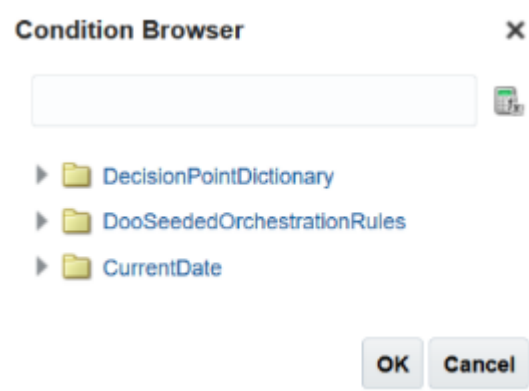 Condition Browser
DecisionPointDictionary
DooSeededOrchestrationRules
CurrentDate
OK Cancel